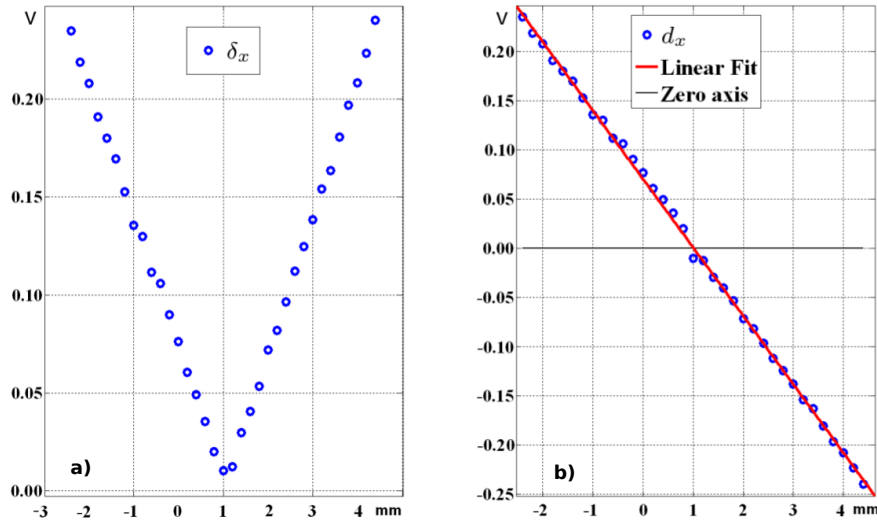 V
δx
0.20
0.15
0.10
0.05
0.00
a)
-3 -2 -1 0 1 2 3 4 mm
V
dx
Linear Fit
Zero axis
0.20
0.15
0.10
0.05
0.00
-0.05
-0.10
-0.15
-0.20
-0.25
b)
-2 -1 0 1 2 3 4 mm